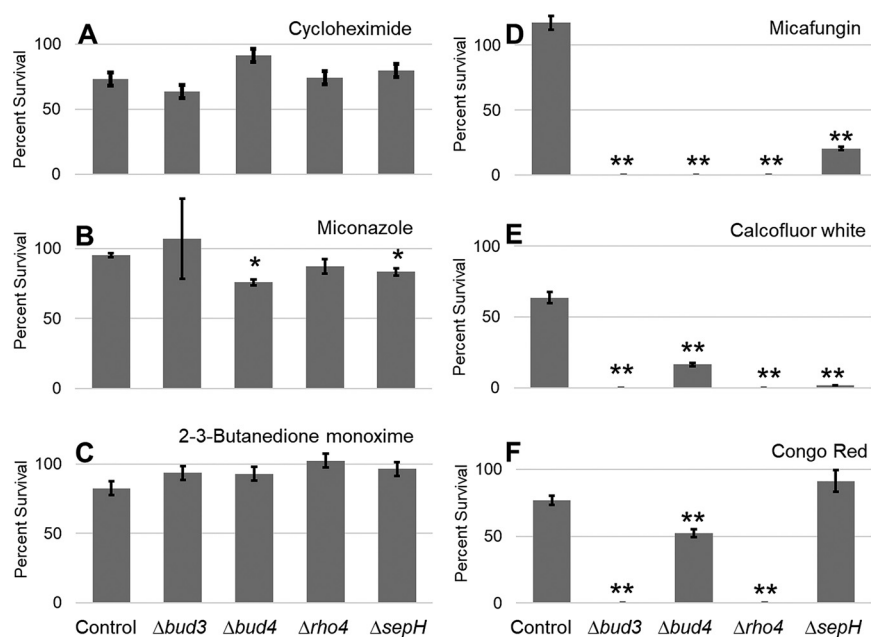 A
Cycloheximide
Percent Survival
100
50
0
B
Miconazole
Percent Survival
100
50
0
*
*
C
2-3-Butanedione monoxime
Percent Survival
100
50
0
Control
Δbud3
Δbud4
Δrho4
ΔsepH
D
Micafungin
Percent survival
100
50
0
**
**
**
**
E
Calcofluor white
Percent Survival
100
50
0
**
**
**
**
F
Congo Red
Percent Survival
100
50
0
**
**
**
Control
Δbud3
Δbud4
Δrho4
ΔsepH